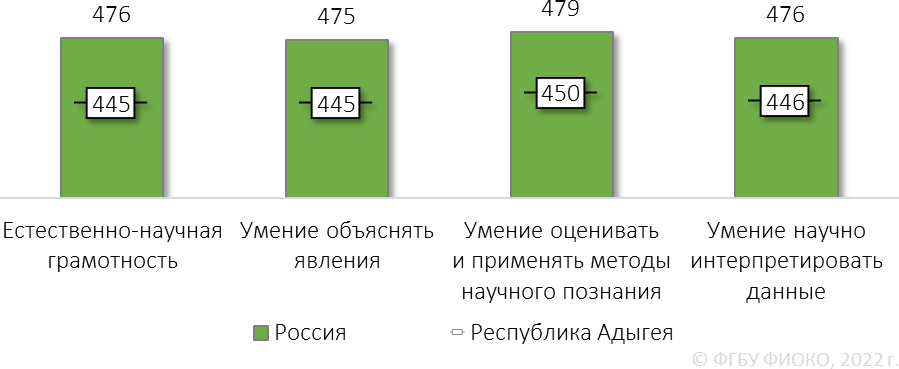 476
475
479
476
445
445
450
446
Естественно-научная
грамотность
Умение объяснять
явления
Умение оценивать
и применять методы
научного познания
Умение научно
интерпретировать
данные
Россия
Республика Адыгея
© ФГБУ ФИОКО, 2022 г.